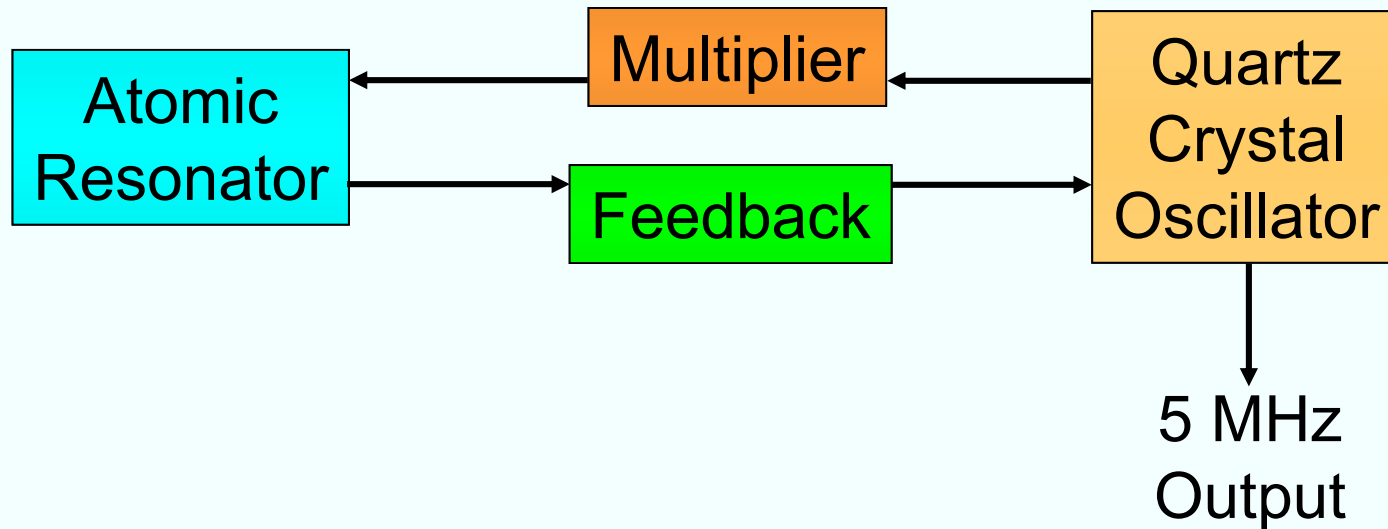 Atomic
Resonator
Multiplier
Feedback
Quartz
Crystal
Oscillator
5 MHz
Output